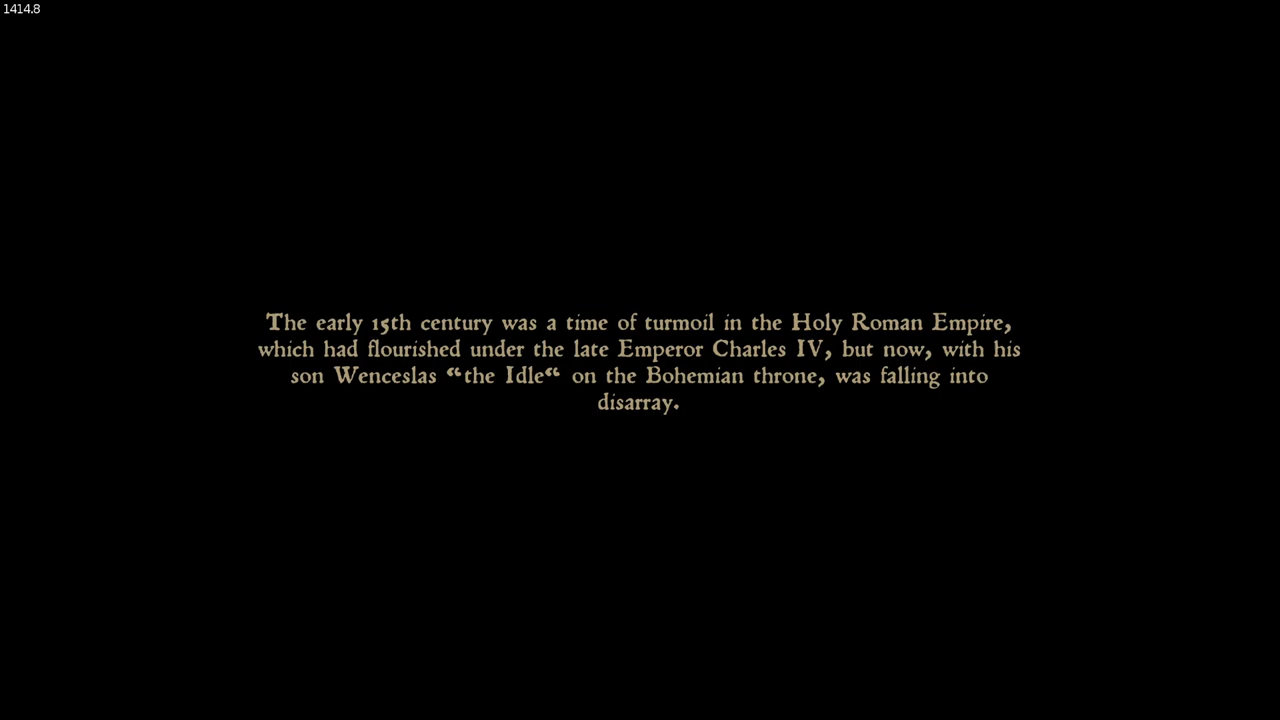 1414.8
The early 15th century was a time of turmoil in the Holy Roman Empire,
which had flourished under the late Emperor Charles IV, but now, with his
son Wenceslas “the Idle“ on the Bohemian throne, was falling into
disarray.